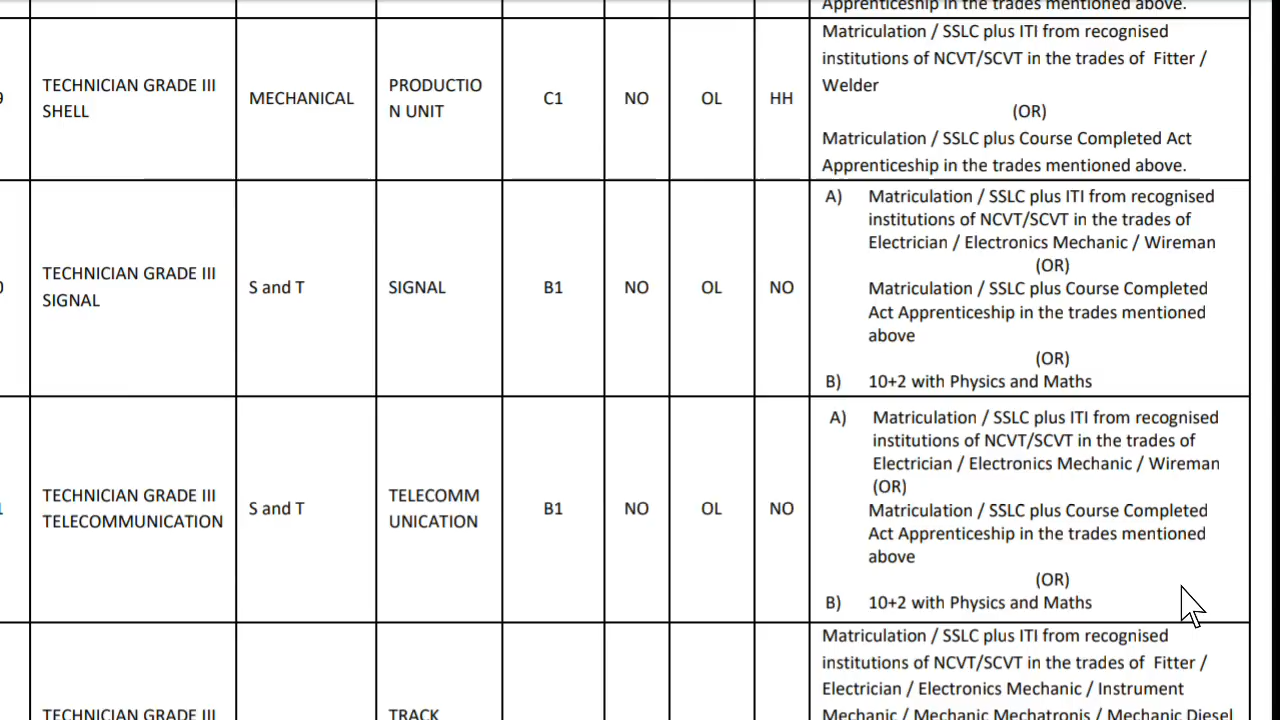 Apprenticeship in the trades mentioned above.
9
TECHNICIAN GRADE III
SHELL
MECHANICAL
PRODUCTIO
N UNIT
C1
NO
OL
HH
Matriculation / SSLC plus ITI from recognised
institutions of NCVT/SCVT in the trades of Fitter /
Welder
(OR)
Matriculation / SSLC plus Course Completed Act
Apprenticeship in the trades mentioned above.
0
TECHNICIAN GRADE III
SIGNAL
S and T
SIGNAL
B1
NO
OL
NO
A) Matriculation / SSLC plus ITI from recognised
institutions of NCVT/SCVT in the trades of
Electrician / Electronics Mechanic / Wireman
(OR)
Matriculation / SSLC plus Course Completed
Act Apprenticeship in the trades mentioned
above
(OR)
B) 10+2 with Physics and Maths
1
TECHNICIAN GRADE III
TELECOMMUNICATION
S and T
TELECOMM
UNICATION
B1
NO
OL
NO
A) Matriculation / SSLC plus ITI from recognised
institutions of NCVT/SCVT in the trades of
Electrician / Electronics Mechanic / Wireman
(OR)
Matriculation / SSLC plus Course Completed
Act Apprenticeship in the trades mentioned
above
(OR)
B) 10+2 with Physics and Maths
TECHNICIAN GRADE III
TRACK
Matriculation / SSLC plus ITI from recognised
institutions of NCVT/SCVT in the trades of Fitter /
Electrician / Electronics Mechanic / Instrument
Mechanic / Mechanic Mechatronis / Mechanic Diesel